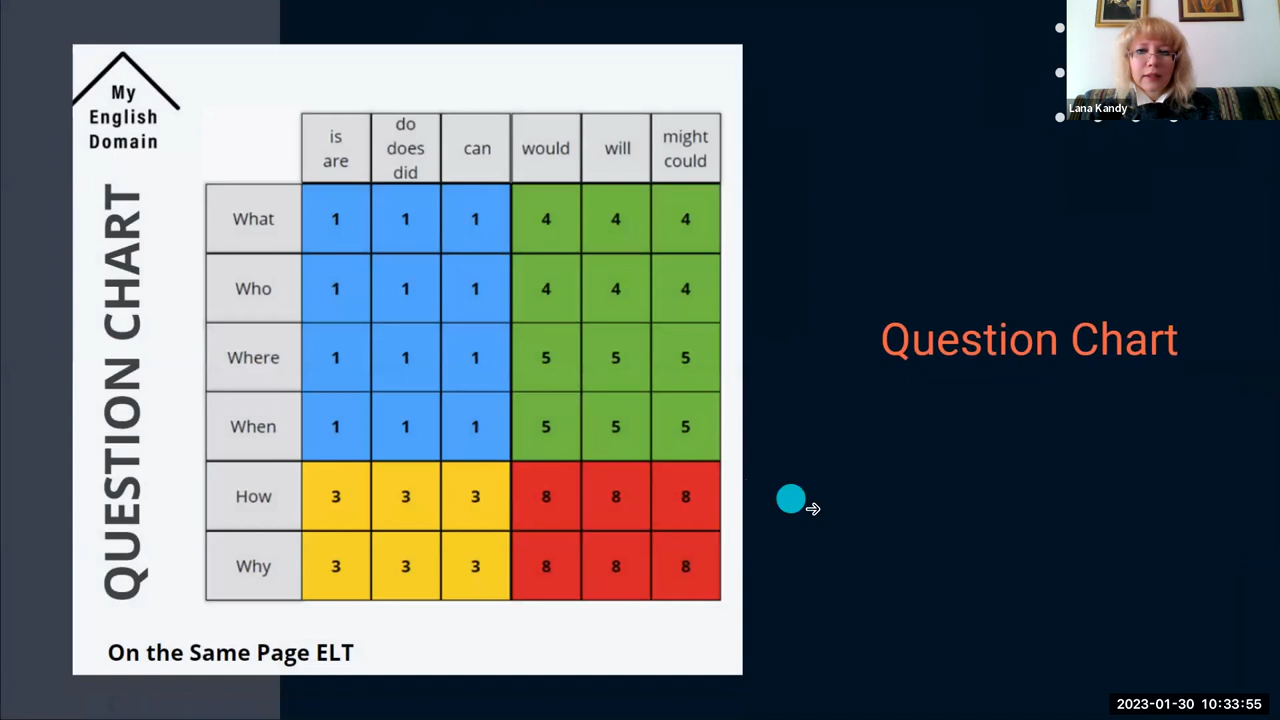 My
English
Domain
QUESTION CHART
is
are
do
does
did
can
would
will
might
could
What 1 1 1 4 4 4
Who 1 1 1 4 4 4
Where 1 1 1 5 5 5
When 1 1 1 5 5 5
How 3 3 3 8 8 8
Why 3 3 3 8 8 8
On the Same Page ELT
Question Chart
Lana Kandy
2023-01-30 10:33:55